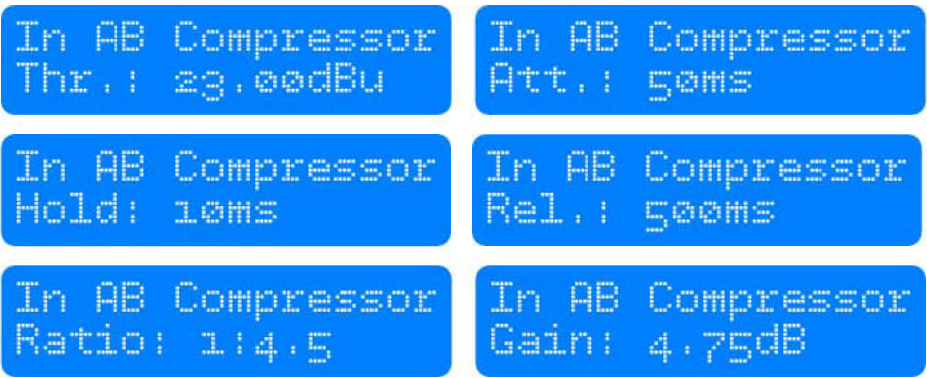 In AB Compressor
Thr.: 23.00dBu
In AB Compressor
Att.: 50ms
In AB Compressor
Hold: 10ms
In AB Compressor
Rel.: 500ms
In AB Compressor
Ratio: 1:4.5
In AB Compressor
Gain: 4.75dB